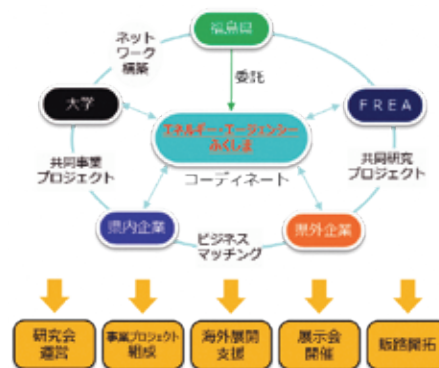 福島県
ネット
ワーク
構築
委託
大学
FREA
エネルギー・エージェンシー
ふくしま
共同事業
プロジェクト
コーディネート
共同研究
プロジェクト
県内企業
ビジネス
マッチング
県外企業
研究会
運営
事業プロジェクト
組成
海外展開
支援
展示会
開催
販路開拓